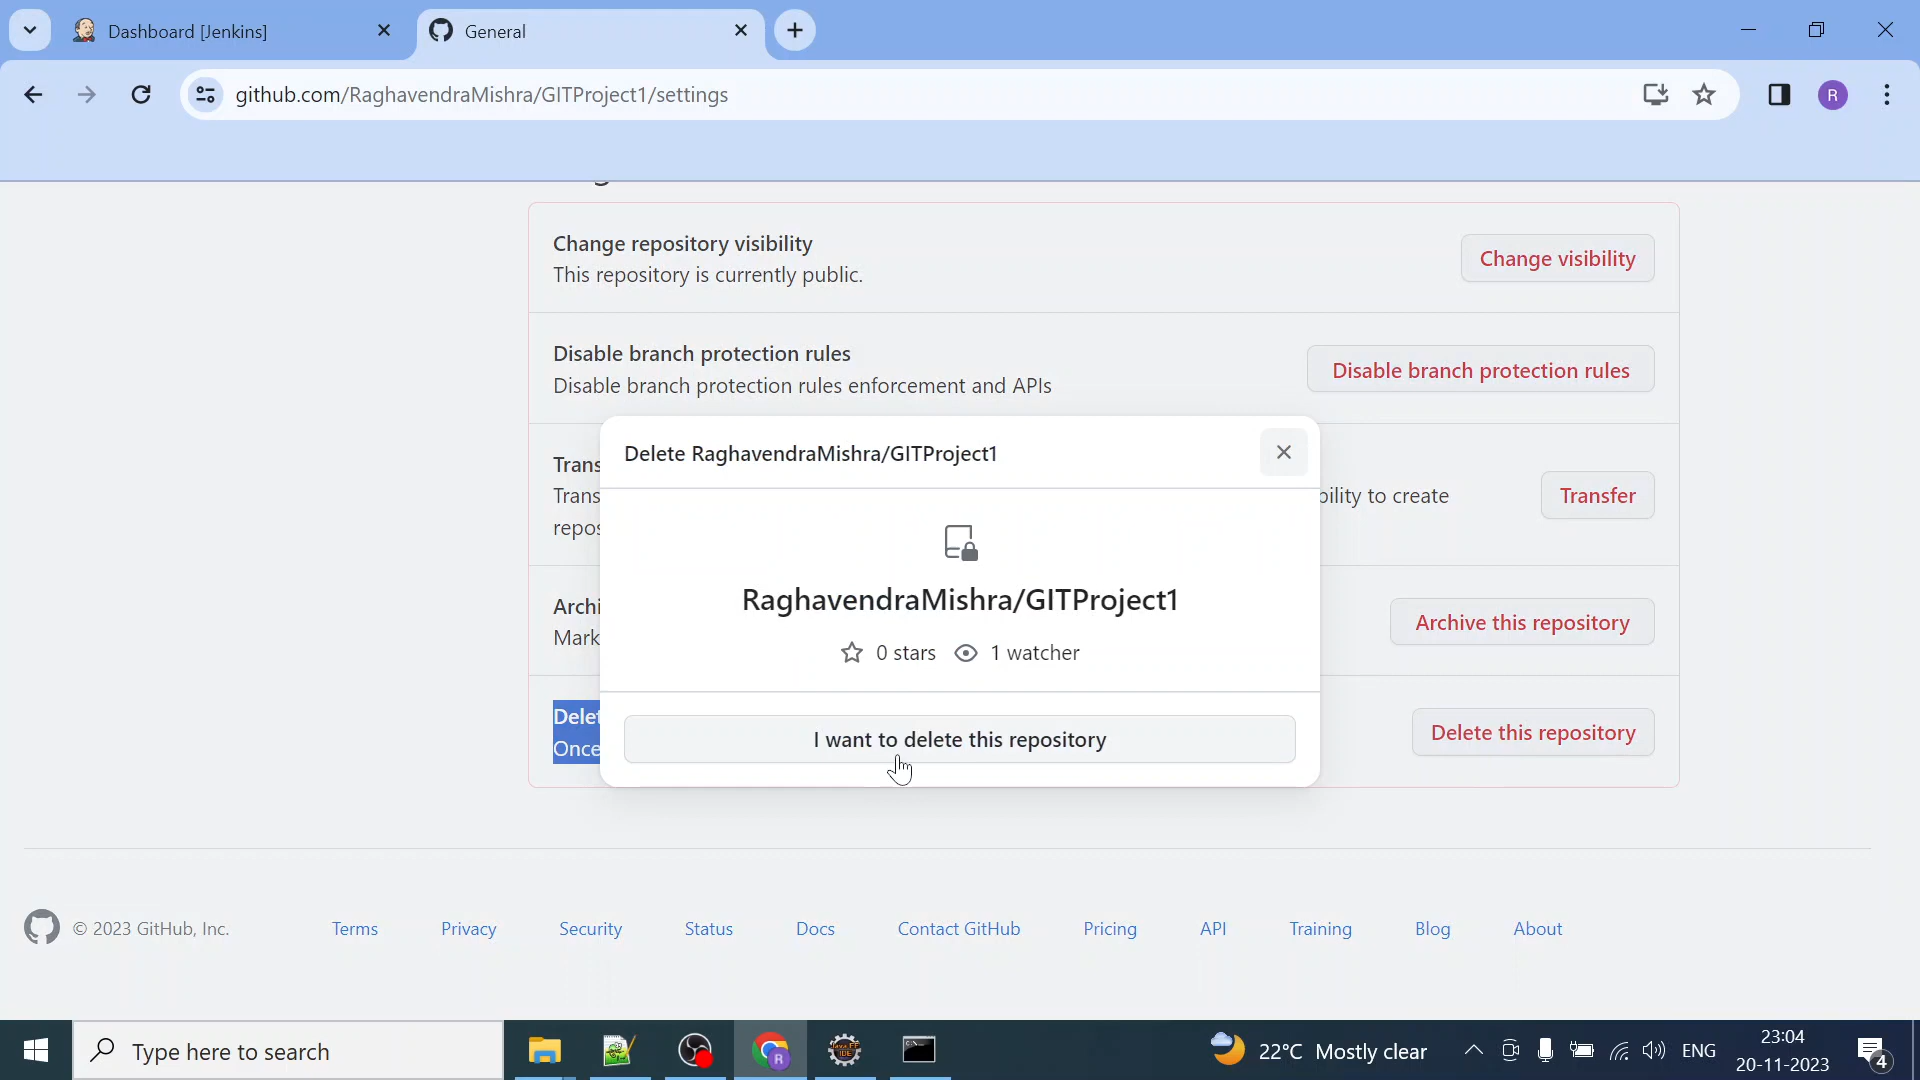 Dashboard [Jenkins]
General
github.com/RaghavendraMishra/GITProject1/settings
R
Change repository visibility
This repository is currently public.
Change visibility
Disable branch protection rules
Disable branch protection rules enforcement and APIs
Disable branch protection rules
Trans
Trans
bility to create
repos
Transfer
Delete RaghavendraMishra/GITProject1
RaghavendraMishra/GITProject1
0 stars
1 watcher
Archi
Mark
Archive this repository
Delet
Once
I want to delete this repository
Delete this repository
© 2023 GitHub, Inc.
Terms
Privacy
Security
Status
Docs
Contact GitHub
Pricing
API
Training
Blog
About
Type here to search
R
22°C Mostly clear
ENG
23:04
20-11-2023
4